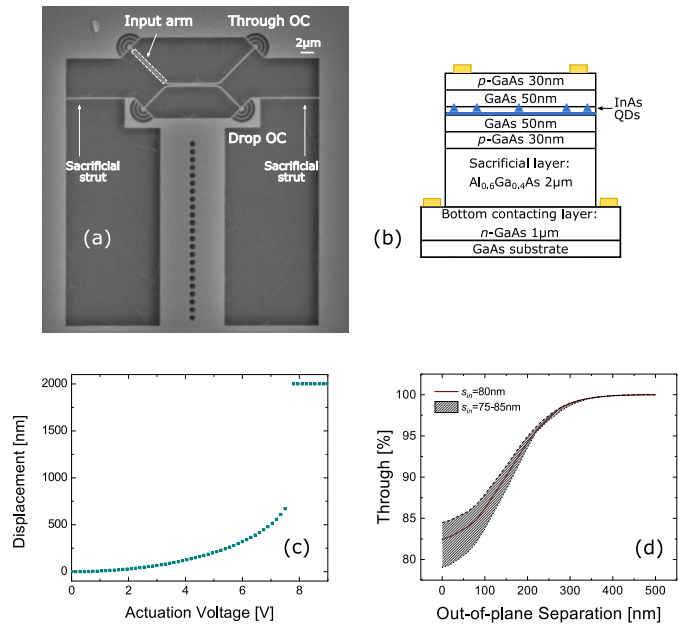 (a)
Input arm
Through OC
2μm
Sacrificial
strut
Drop OC
Sacrificial
strut
p-GaAs 30nm
GaAs 50nm
InAs
QDs
GaAs 50nm
p-GaAs 30nm
Sacrificial layer:
Al0.6Ga0.4As 2μm
Bottom contacting layer:
n-GaAs 1μm
GaAs substrate
(b)
2000
1500
1000
500
0
Displacement [nm]
0 2 4 6 8
Actuation Voltage [V]
(c)
sin=80nm
sin=75-85nm
100
95
90
85
80
Through [%]
0 100 200 300 400 500
Out-of-plane Separation [nm]
(d)